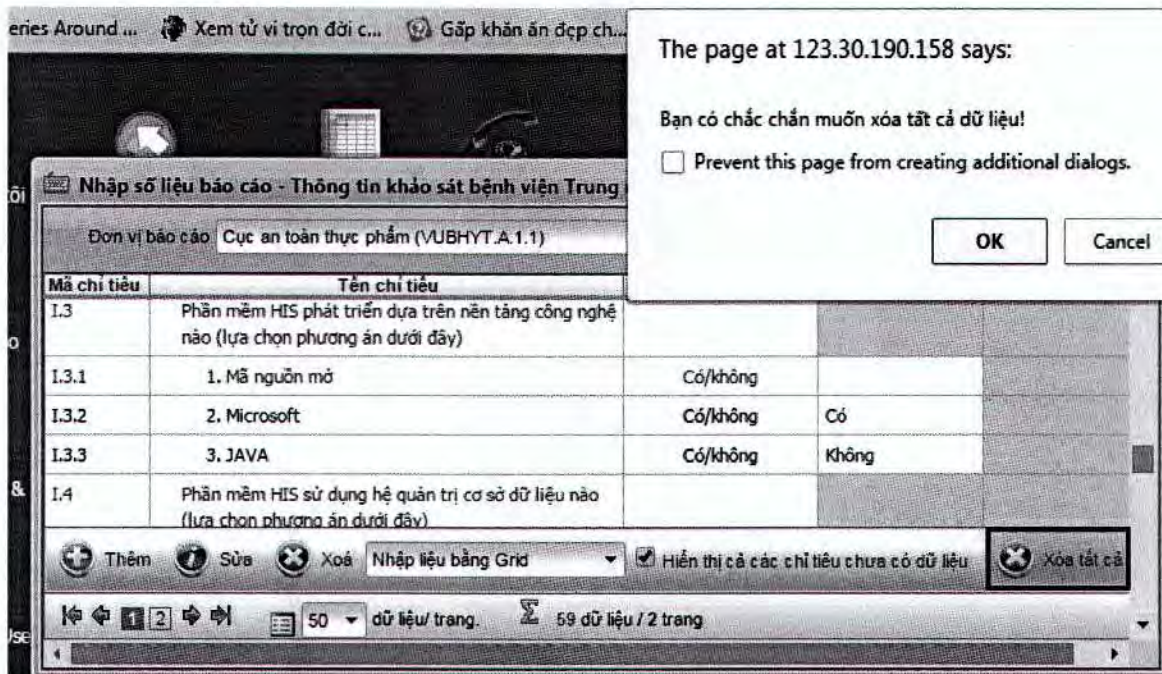 eries Around ... Xem tử vi trọn đời c... Gấp khăn ăn đẹp ch...
The page at 123.30.190.158 says:
Bạn có chắc chắn muốn xóa tất cả dữ liệu!
Prevent this page from creating additional dialogs.
OK Cancel
Nhập số liệu báo cáo - Thông tin khảo sát bệnh viện Trung
Đơn vị báo cáo Cục an toàn thực phẩm (VUBHYT.A.1.1)
Mã chỉ tiêu Tên chỉ tiêu
I.3 Phần mềm HIS phát triển dựa trên nền tảng công nghệ
nào (lựa chọn phương án dưới đây)
I.3.1 1. Mã nguồn mở Có/không
I.3.2 2. Microsoft Có/không Có
I.3.3 3. JAVA Có/không Không
I.4 Phần mềm HIS sử dụng hệ quản trị cơ sở dữ liệu nào
(lựa chọn phương án dưới đây)
Thêm Sửa Xoá Nhập liệu bằng Grid Hiển thị cả các chỉ tiêu chưa có dữ liệu Xóa tất cả
1 2 50 dữ liệu/ trang. Σ 59 dữ liệu / 2 trang